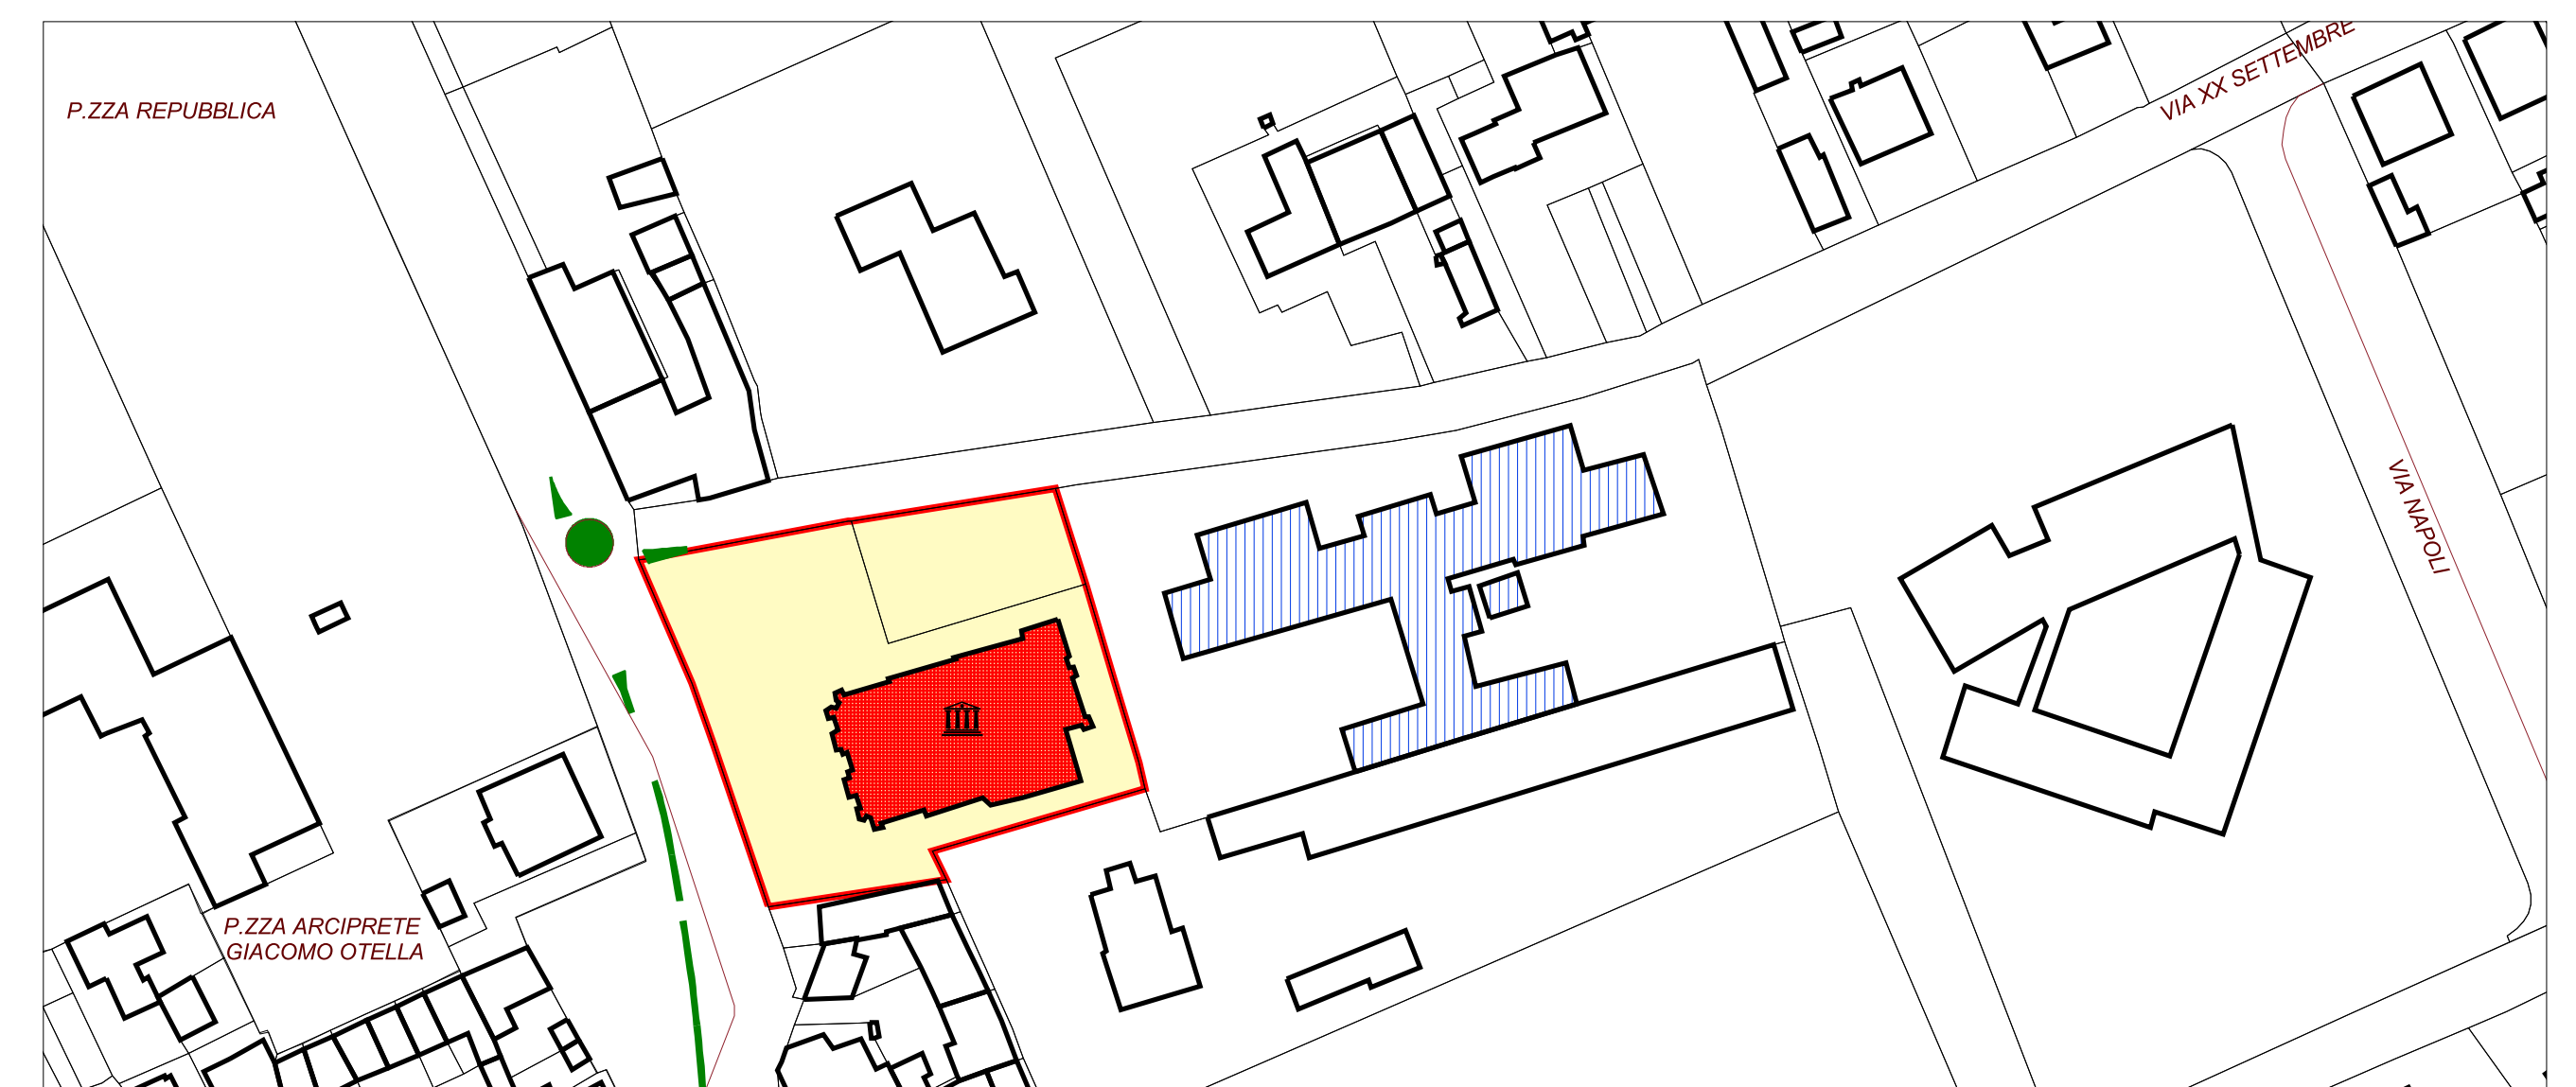 P.ZZA REPUBBLICA
VIA XX SETTEMBRE
VIA NAPOLI
P.ZZA ARCIPRETE
GIACOMO OTELLA